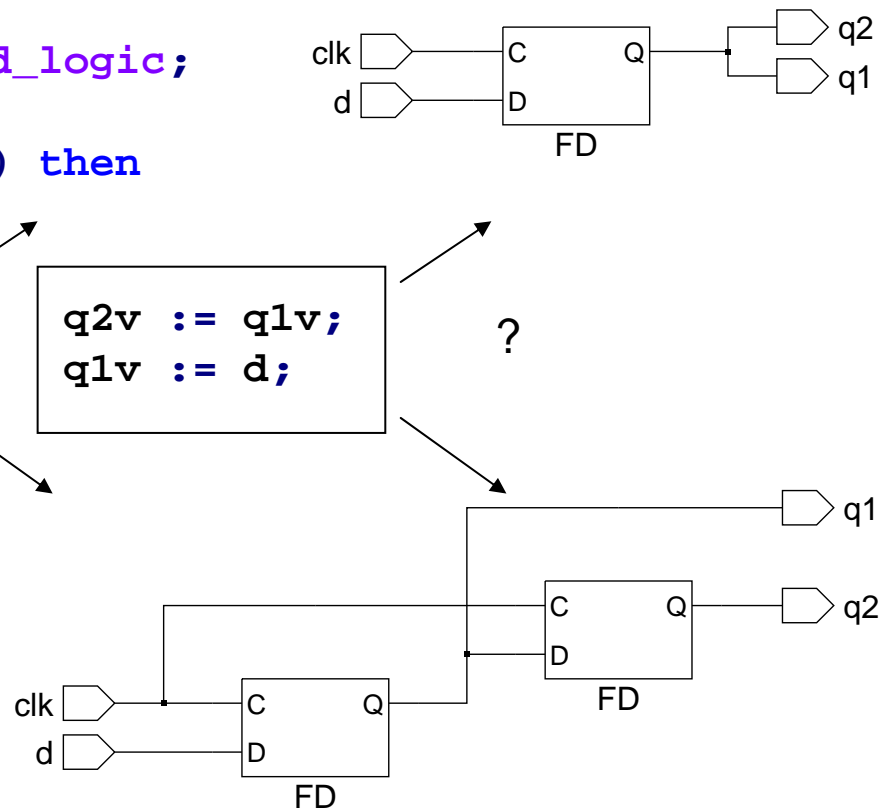 d_logic;
) then
q2v := q1v;
q1v := d;
?
clk
d
C
D
Q
FD
q2
q1
clk
d
C
D
Q
FD
C
D
Q
FD
q1
q2